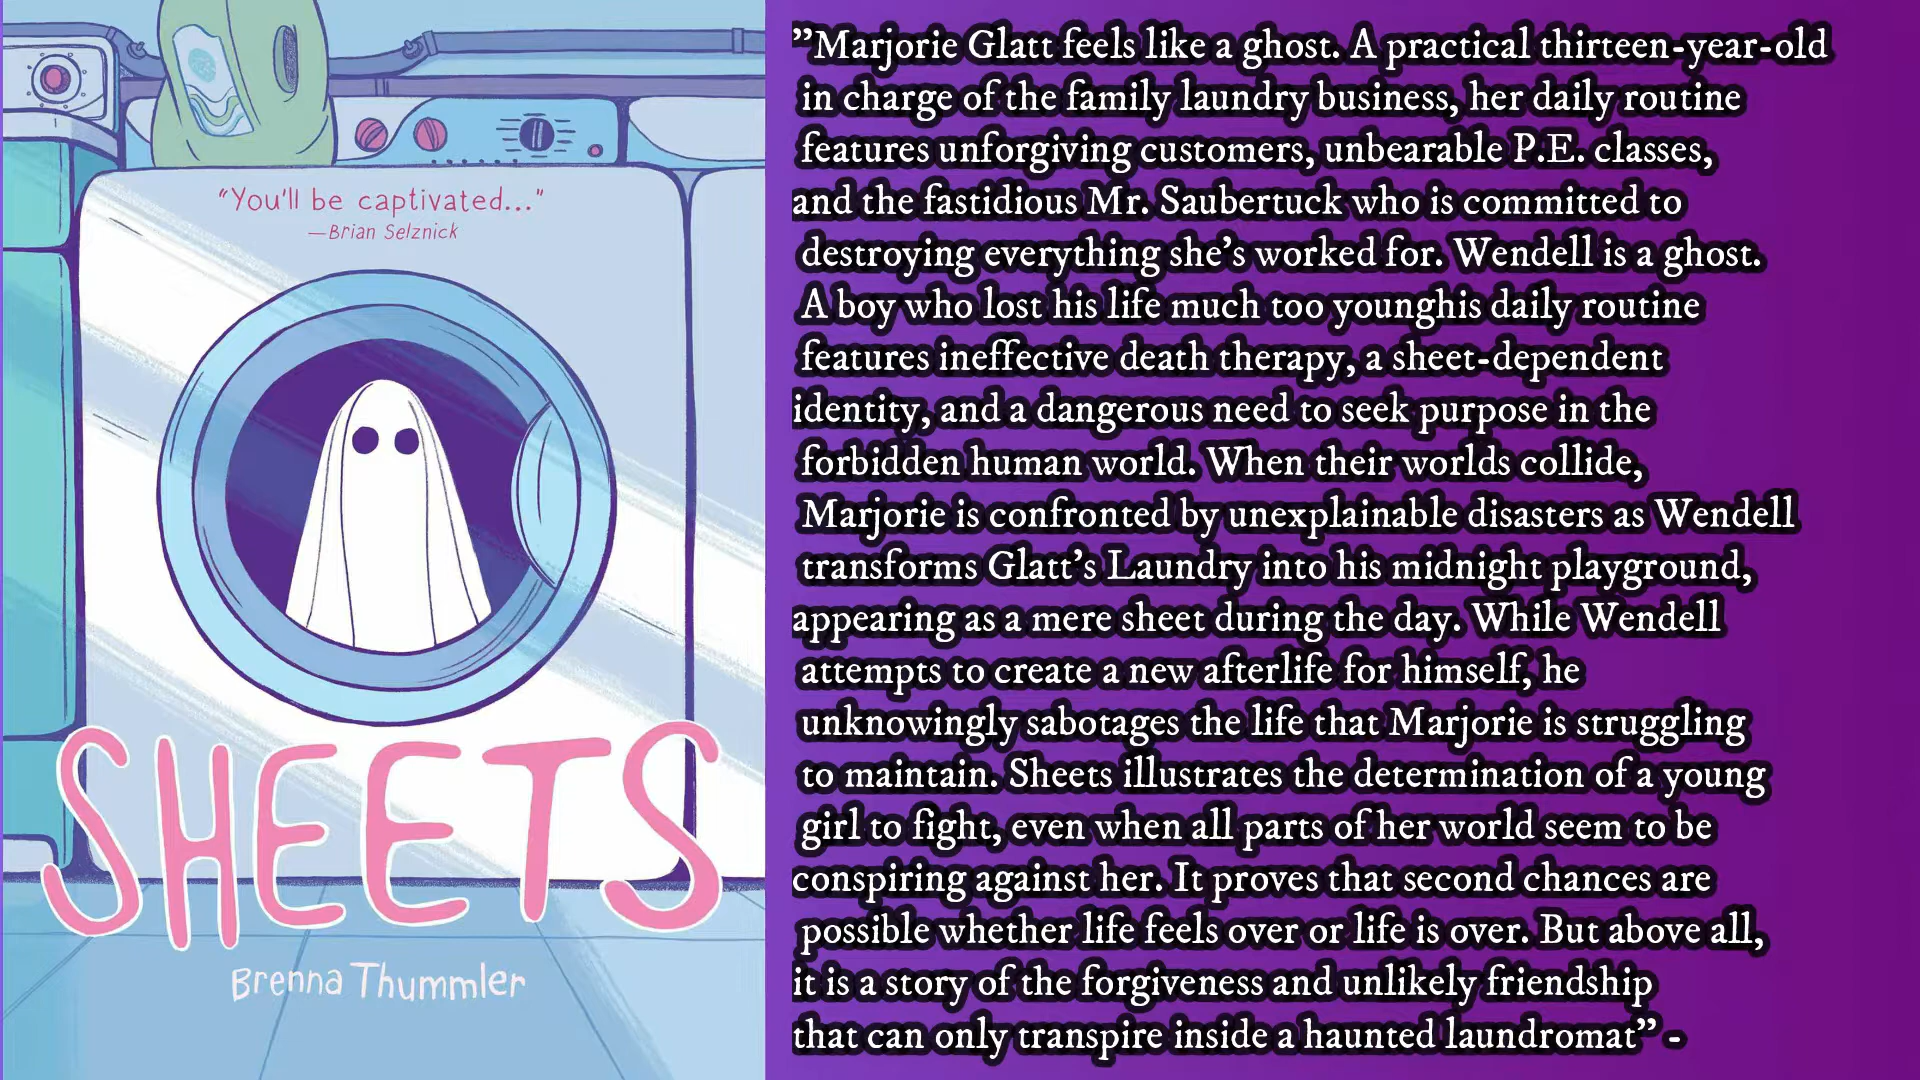 "You'll be captivated..."
—Brian Selznick
SHEETS
Brenna Thummler
"Marjorie Glatt feels like a ghost. A practical thirteen-year-old
in charge of the family laundry business, her daily routine
features unforgiving customers, unbearable P.E. classes,
and the fastidious Mr. Saubertuck who is committed to
destroying everything she's worked for. Wendell is a ghost.
A boy who lost his life much too younghis daily routine
features ineffective death therapy, a sheet-dependent
identity, and a dangerous need to seek purpose in the
forbidden human world. When their worlds collide,
Marjorie is confronted by unexplainable disasters as Wendell
transforms Glatt's Laundry into his midnight playground,
appearing as a mere sheet during the day. While Wendell
attempts to create a new afterlife for himself, he
unknowingly sabotages the life that Marjorie is struggling
to maintain. Sheets illustrates the determination of a young
girl to fight, even when all parts of her world seem to be
conspiring against her. It proves that second chances are
possible whether life feels over or life is over. But above all,
it is a story of the forgiveness and unlikely friendship
that can only transpire inside a haunted laundromat" -